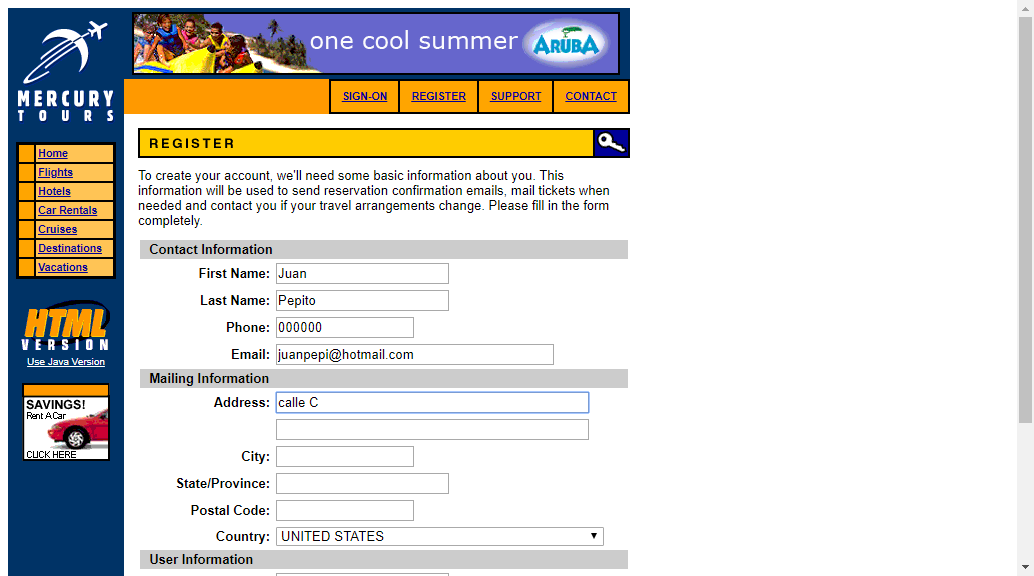 one cool summer ARUBA
MERCURY
TOURS
SIGN-ON REGISTER SUPPORT CONTACT
Home
Flights
Hotels
Car Rentals
Cruises
Destinations
Vacations
HTML
VERSION
Use Java Version
SAVINGS!
Rent A Car
CLICK HERE
REGISTER
To create your account, we'll need some basic information about you. This
information will be used to send reservation confirmation emails, mail tickets when
needed and contact you if your travel arrangements change. Please fill in the form
completely.
Contact Information
First Name: Juan
Last Name: Pepito
Phone: 000000
Email: juanpepi@hotmail.com
Mailing Information
Address: calle C
City:
State/Province:
Postal Code:
Country: UNITED STATES
User Information